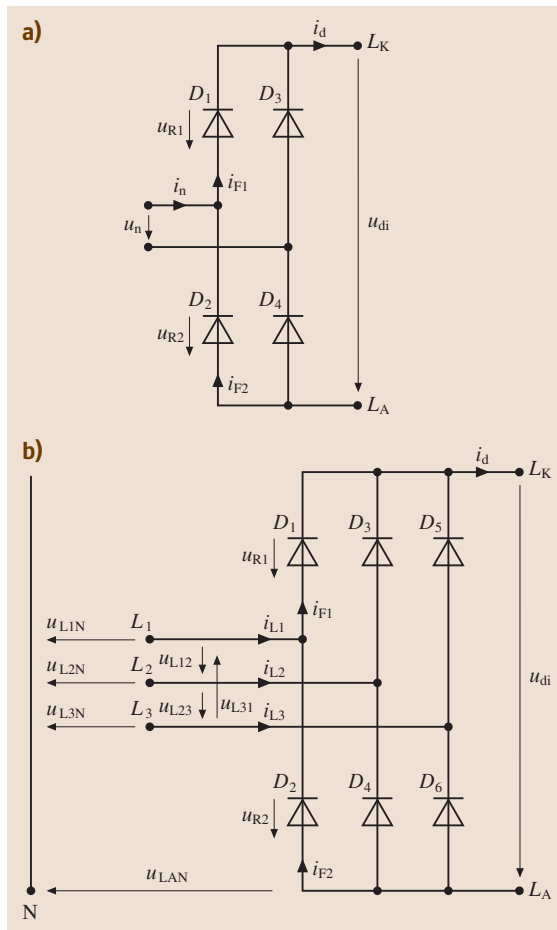 a)
i_d
L_K
D_1
D_3
u_R1
i_n
i_F1
u_n
u_di
D_2
D_4
u_R2
i_F2
L_A
b)
i_d
L_K
D_1
D_3
D_5
u_R1
i_F1
u_L1N
L_1
i_L1
u_L12
u_L2N
L_2
i_L2
u_di
u_L3N
L_3
u_L23
u_L31
i_L3
D_2
D_4
D_6
u_R2
u_LAN
i_F2
N
L_A